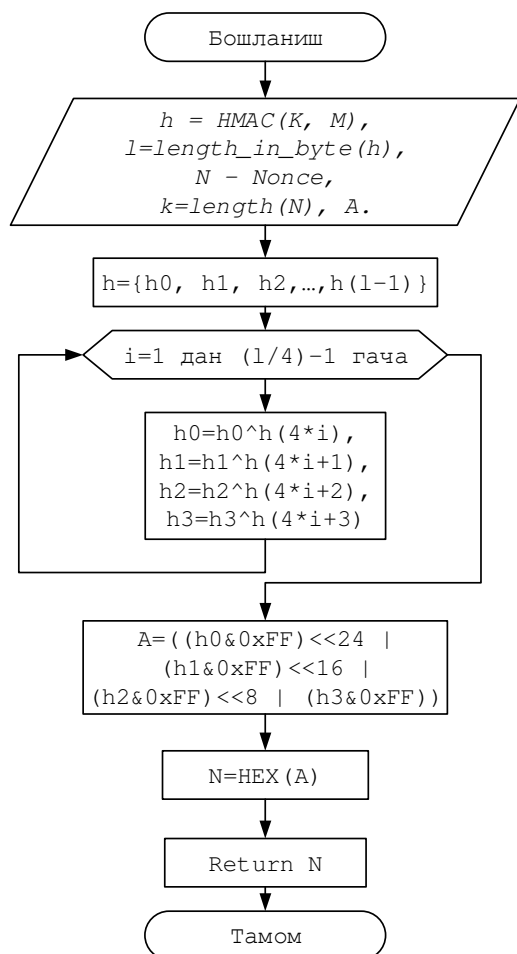 Бошланиш
h = HMAC(K, M),
l=length_in_byte(h),
N - Nonce,
k=length(N), A.
h={h0, h1, h2,…,h(l-1)}
i=1 дан (l/4)-1 гача
h0=h0^h(4*i),
h1=h1^h(4*i+1),
h2=h2^h(4*i+2),
h3=h3^h(4*i+3)
A=((h0&0xFF)<<24 |
(h1&0xFF)<<16 |
(h2&0xFF)<<8 | (h3&0xFF))
N=HEX(A)
Return N
Тамом